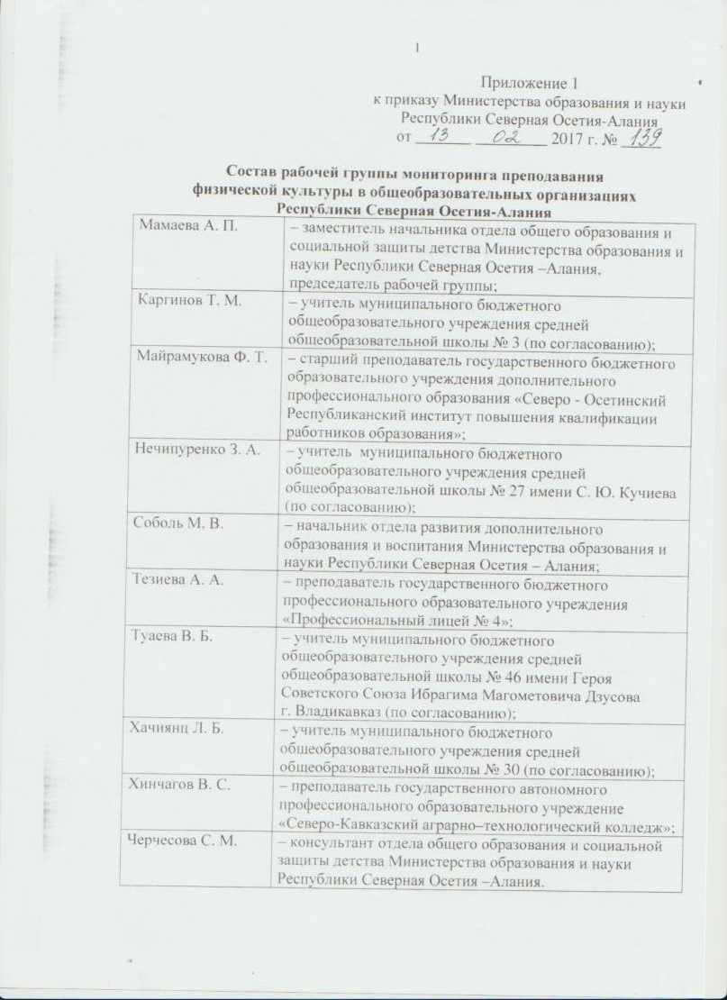 1
Приложение 1
к приказу Министерства образования и науки
Республики Северная Осетия-Алания
от 13 02 2017 г. № 139
Состав рабочей группы мониторинга преподавания
физической культуры в общеобразовательных организациях
Республики Северная Осетия-Алания
Мамаева А. П.
– заместитель начальника отдела общего образования и
социальной защиты детства Министерства образования и
науки Республики Северная Осетия –Алания,
председатель рабочей группы;
Каргинов Т. М.
– учитель муниципального бюджетного
общеобразовательного учреждения средней
общеобразовательной школы № 3 (по согласованию);
Майрамукова Ф. Т.
– старший преподаватель государственного бюджетного
образовательного учреждения дополнительного
профессионального образования «Северо - Осетинский
Республиканский институт повышения квалификации
работников образования»;
Нечипуренко З. А.
– учитель муниципального бюджетного
общеобразовательного учреждения средней
общеобразовательной школы № 27 имени С. Ю. Кучиева
(по согласованию);
Соболь М. В.
– начальник отдела развития дополнительного
образования и воспитания Министерства образования и
науки Республики Северная Осетия – Алания;
Тезиева А. А.
– преподаватель государственного бюджетного
профессионального образовательного учреждения
«Профессиональный лицей № 4»;
Туаева В. Б.
– учитель муниципального бюджетного
общеобразовательного учреждения средней
общеобразовательной школы № 46 имени Героя
Советского Союза Ибрагима Магометовича Дзусова
г. Владикавказ (по согласованию);
Хачиянц Л. Б.
– учитель муниципального бюджетного
общеобразовательного учреждения средней
общеобразовательной школы № 30 (по согласованию);
Хинчагов В. С.
– преподаватель государственного автономного
профессионального образовательного учреждение
«Северо-Кавказский аграрно–технологический колледж»;
Черчесова С. М.
– консультант отдела общего образования и социальной
защиты детства Министерства образования и науки
Республики Северная Осетия –Алания.